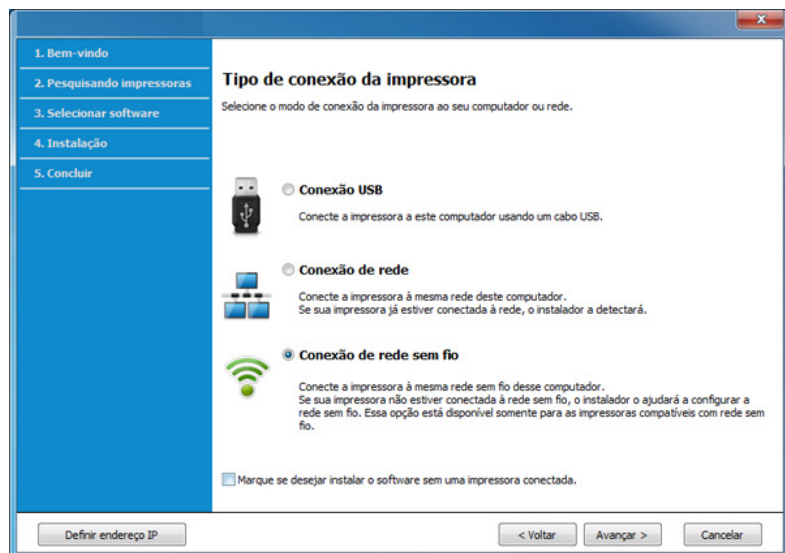 1. Bem-vindo
2. Pesquisando impressoras
3. Selecionar software
4. Instalação
5. Concluir
Tipo de conexão da impressora
Selecione o modo de conexão da impressora ao seu computador ou rede.
Conexão USB
Conecte a impressora a este computador usando um cabo USB.
Conexão de rede
Conecte a impressora à mesma rede deste computador.
Se sua impressora já estiver conectada à rede, o instalador a detectará.
Conexão de rede sem fio
Conecte a impressora à mesma rede sem fio desse computador.
Se sua impressora não estiver conectada à rede sem fio, o instalador o ajudará a configurar a
rede sem fio. Essa opção está disponível somente para as impressoras compatíveis com rede sem
fio.
Marque se desejar instalar o software sem uma impressora conectada.
Definir endereço IP
< Voltar
Avançar >
Cancelar